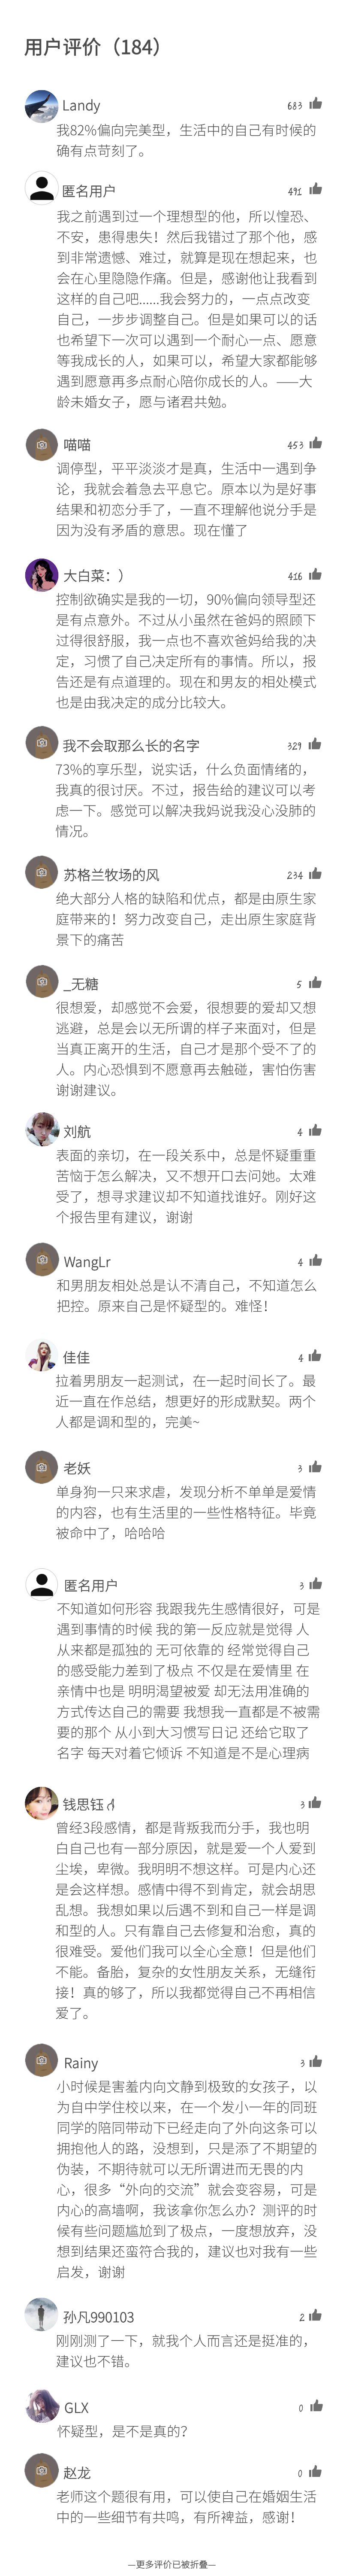 用户评价（184）
Landy 683
我82%偏向完美型，生活中的自己有时候的
确有点苛刻了。
匿名用户 491
我之前遇到过一个理想型的他，所以惶恐、
不安，患得患失！然后我错过了那个他，感
到非常遗憾、难过，就算是现在想起来，也
会在心里隐隐作痛。但是，感谢他让我看到
这样的自己吧......我会努力的，一点点改变
自己，一步步调整自己。但是如果可以的话
也希望下一次可以遇到一个耐心一点、愿意
等我成长的人，如果可以，希望大家都能够
遇到愿意再多点耐心陪你成长的人。——大
龄未婚女子，愿与诸君共勉。
喵喵 453
调停型，平平淡淡才是真，生活中一遇到争
论，我就会着急去平息它。原本以为是好事
结果和初恋分手了，一直不理解他说分手是
因为没有矛盾的意思。现在懂了
大白菜：） 416
控制欲确实是我的一切，90%偏向领导型还
是有点意外。不过从小虽然在爸妈的照顾下
过得很舒服，我一点也不喜欢爸妈给我的决
定，习惯了自己决定所有的事情。所以，报
告还是有点道理的。现在和男友的相处模式
也是由我决定的成分比较大。
我不会取那么长的名字 329
73%的享乐型，说实话，什么负面情绪的，
我真的很讨厌。不过，报告给的建议可以考
虑一下。感觉可以解决我妈说我没心没肺的
情况。
苏格兰牧场的风 234
绝大部分人格的缺陷和优点，都是由原生家
庭带来的！努力改变自己，走出原生家庭背
景下的痛苦
_无糖 5
很想爱，却感觉不会爱，很想要的爱却又想
逃避，总是会以无所谓的样子来面对，但是
当真正离开的生活，自己才是那个受不了的
人。内心恐惧到不愿意再去触碰，害怕伤害
谢谢建议。
刘航 4
表面的亲切，在一段关系中，总是怀疑重重
苦恼于怎么解决，又不想开口去问她。太难
受了，想寻求建议却不知道找谁好。刚好这
个报告里有建议，谢谢
WangLr 4
和男朋友相处总是认不清自己，不知道怎么
把控。原来自己是怀疑型的。难怪！
佳佳 4
拉着男朋友一起测试，在一起时间长了。最
近一直在作总结，想更好的形成默契。两个
人都是调和型的，完美~
老妖 3
单身狗一只来求虐，发现分析不单单是爱情
的内容，也有生活里的一些性格特征。毕竟
被命中了，哈哈哈
匿名用户 3
不知道如何形容 我跟我先生感情很好，可是
遇到事情的时候 我的第一反应就是觉得 人
从来都是孤独的 无可依靠的 经常觉得自己
的感受能力差到了极点 不仅是在爱情里 在
亲情中也是 明明渴望被爱 却无法用准确的
方式传达自己的需要 我想我一直都是不被需
要的那个 从小到大习惯写日记 还给它取了
名字 每天对着它倾诉 不知道是不是心理病
钱思钰 3
曾经3段感情，都是背叛我而分手，我也明
白自己也有一部分原因，就是爱一个人爱到
尘埃，卑微。我明明不想这样。可是内心还
是会这样想。感情中得不到肯定，就会胡思
乱想。我想如果以后遇不到和自己一样是调
和型的人。只有靠自己去修复和治愈，真的
很难受。爱他们我可以全心全意！但是他们
不能。备胎，复杂的女性朋友关系，无缝衔
接！真的够了，所以我都觉得自己不再相信
爱了。
Rainy 3
小时候是害羞内向文静到极致的女孩子，以
为自中学住校以来，在一个发小一年的同班
同学的陪同带动下已经走向了外向这条可以
拥抱他人的路，没想到，只是添了不期望的
伪装，不期待就可以无所谓进而无畏的内
心，很多“外向的交流”就会变容易，可是
内心的高墙啊，我该拿你怎么办？测评的时
候有些问题尴尬到了极点，一度想放弃，没
想到结果还蛮符合我的，建议也对我有一些
启发，谢谢
孙凡990103 2
刚刚测了一下，就我个人而言还是挺准的，
建议也不错。
GLX 0
怀疑型，是不是真的？
赵龙 0
老师这个题很有用，可以使自己在婚姻生活
中的一些细节有共鸣，有所裨益，感谢！
—更多评价已被折叠—